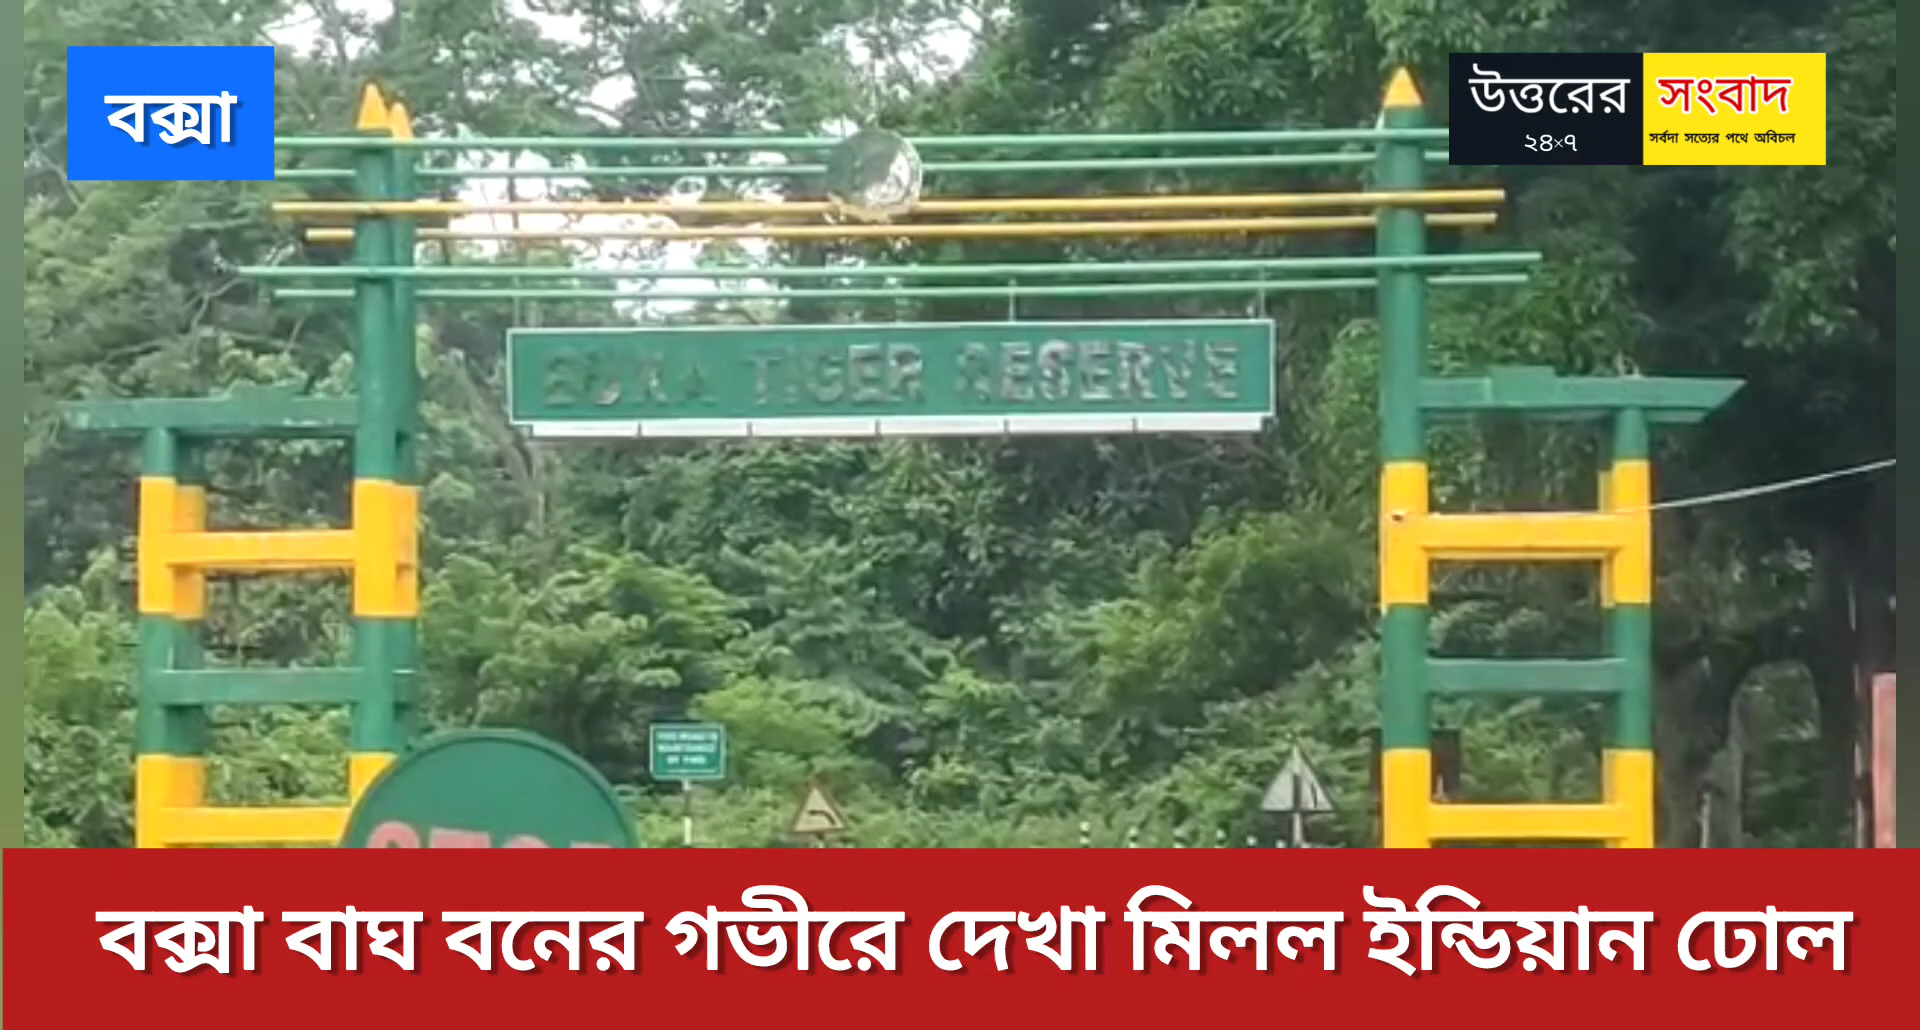 বক্সা
উত্তরের
২৪×৭
সংবাদ
সর্বদা সত্যের পথে অবিচল
BUXA TIGER RESERVE
বক্সা বাঘ বনের গভীরে দেখা মিলল ইন্ডিয়ান ঢোল